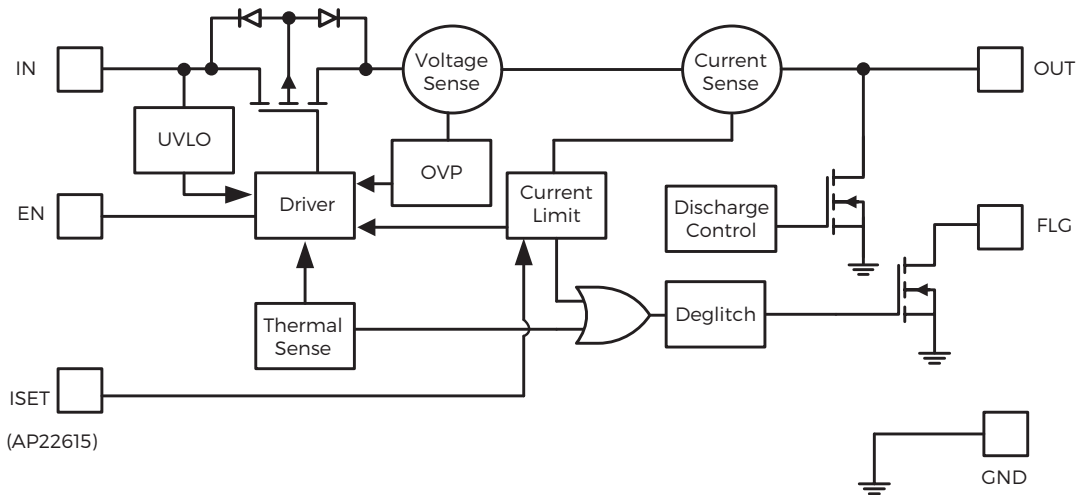 IN
Voltage
Sense
Current
Sense
OUT
UVLO
OVP
EN
Driver
Current
Limit
Discharge
Control
FLG
Thermal
Sense
Deglitch
ISET
(AP22615)
GND